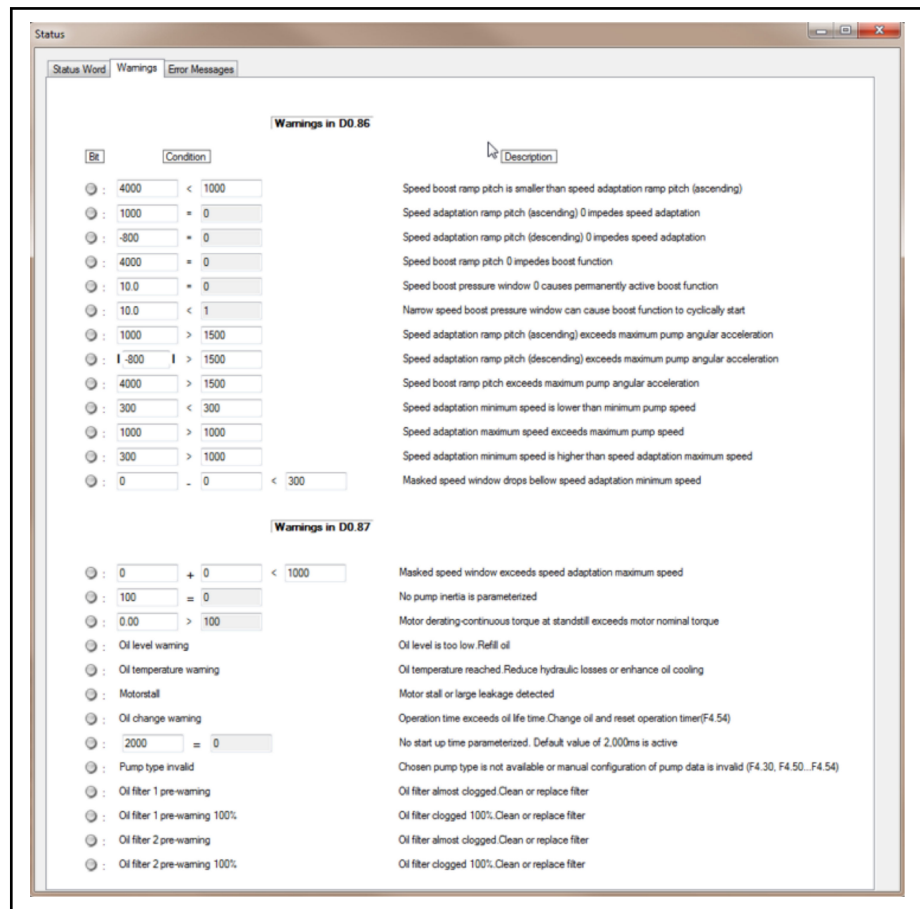 Status
Status Word Warnings Error Messages
Warnings in D0.86
Bit Condition Description
: 4000 < 1000 Speed boost ramp pitch is smaller than speed adaptation ramp pitch (ascending)
: 1000 = 0 Speed adaptation ramp pitch (ascending) 0 impedes speed adaptation
: -800 = 0 Speed adaptation ramp pitch (descending) 0 impedes speed adaptation
: 4000 = 0 Speed boost ramp pitch 0 impedes boost function
: 10.0 = 0 Speed boost pressure window 0 causes permanently active boost function
: 10.0 < 1 Narrow speed boost pressure window can cause boost function to cyclically start
: 1000 > 1500 Speed adaptation ramp pitch (ascending) exceeds maximum pump angular acceleration
: -800 > 1500 Speed adaptation ramp pitch (descending) exceeds maximum pump angular acceleration
: 4000 > 1500 Speed boost ramp pitch exceeds maximum pump angular acceleration
: 300 < 300 Speed adaptation minimum speed is lower than minimum pump speed
: 1000 > 1000 Speed adaptation maximum speed exceeds maximum pump speed
: 300 > 1000 Speed adaptation minimum speed is higher than speed adaptation maximum speed
: 0 - 0 < 300 Masked speed window drops bellow speed adaptation minimum speed
Warnings in D0.87
: 0 + 0 < 1000 Masked speed window exceeds speed adaptation maximum speed
: 100 = 0 No pump inertia is parameterized
: 0.00 > 100 Motor derating-continuous torque at standstill exceeds motor nominal torque
: Oil level warning Oil level is too low.Refill oil
: Oil temperature warning Oil temperature reached.Reduce hydraulic losses or enhance oil cooling
: Motorstall Motor stall or large leakage detected
: Oil change warning Operation time exceeds oil life time.Change oil and reset operation timer(F4.54)
: 2000 = 0 No start up time parameterized. Default value of 2,000ms is active
: Pump type invalid Chosen pump type is not available or manual configuration of pump data is invalid (F4.30, F4.50...F4.54)
: Oil filter 1 pre-warning Oil filter almost clogged.Clean or replace filter
: Oil filter 1 pre-warning 100% Oil filter clogged 100%.Clean or replace filter
: Oil filter 2 pre-warning Oil filter almost clogged.Clean or replace filter
: Oil filter 2 pre-warning 100% Oil filter clogged 100%.Clean or replace filter